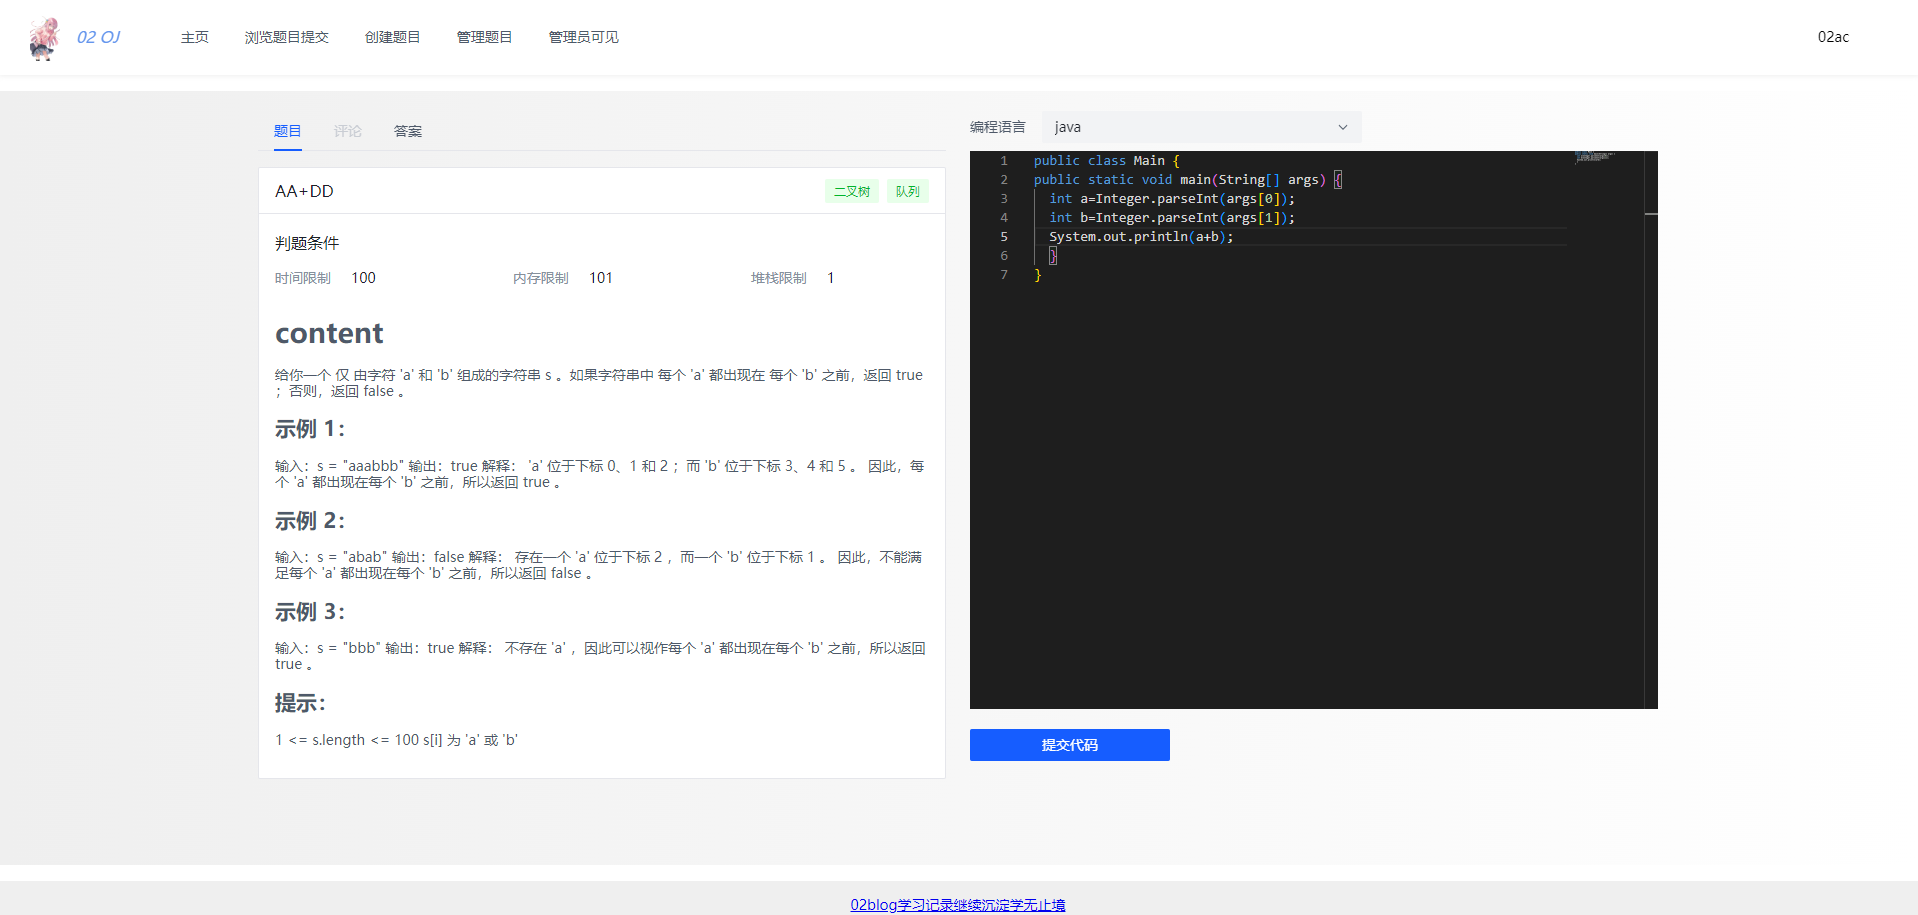 02 OJ
主页
浏览题目提交
创建题目
管理题目
管理员可见
02ac
题目
评论
答案
AA+DD
二叉树
队列
判题条件
时间限制 100
内存限制 101
堆栈限制 1
content
给你一个 仅 由字符 'a' 和 'b' 组成的字符串 s 。如果字符串中 每个 'a' 都出现在 每个 'b' 之前，返回 true
；否则，返回 false 。
示例 1：
输入：s = "aaabbb" 输出：true 解释： 'a' 位于下标 0、1 和 2 ；而 'b' 位于下标 3、4 和 5 。 因此，每
个 'a' 都出现在每个 'b' 之前，所以返回 true 。
示例 2：
输入：s = "abab" 输出：false 解释： 存在一个 'a' 位于下标 2 ，而一个 'b' 位于下标 1 。 因此，不能满
足每个 'a' 都出现在每个 'b' 之前，所以返回 false 。
示例 3：
输入：s = "bbb" 输出：true 解释： 不存在 'a' ，因此可以视作每个 'a' 都出现在每个 'b' 之前，所以返回
true 。
提示：
1 <= s.length <= 100 s[i] 为 'a' 或 'b'
编程语言 java
1 public class Main {
2 public static void main(String[] args) {
3 int a=Integer.parseInt(args[0]);
4 int b=Integer.parseInt(args[1]);
5 System.out.println(a+b);
6 }
7 }
提交代码
02blog学习记录继续沉淀学无止境